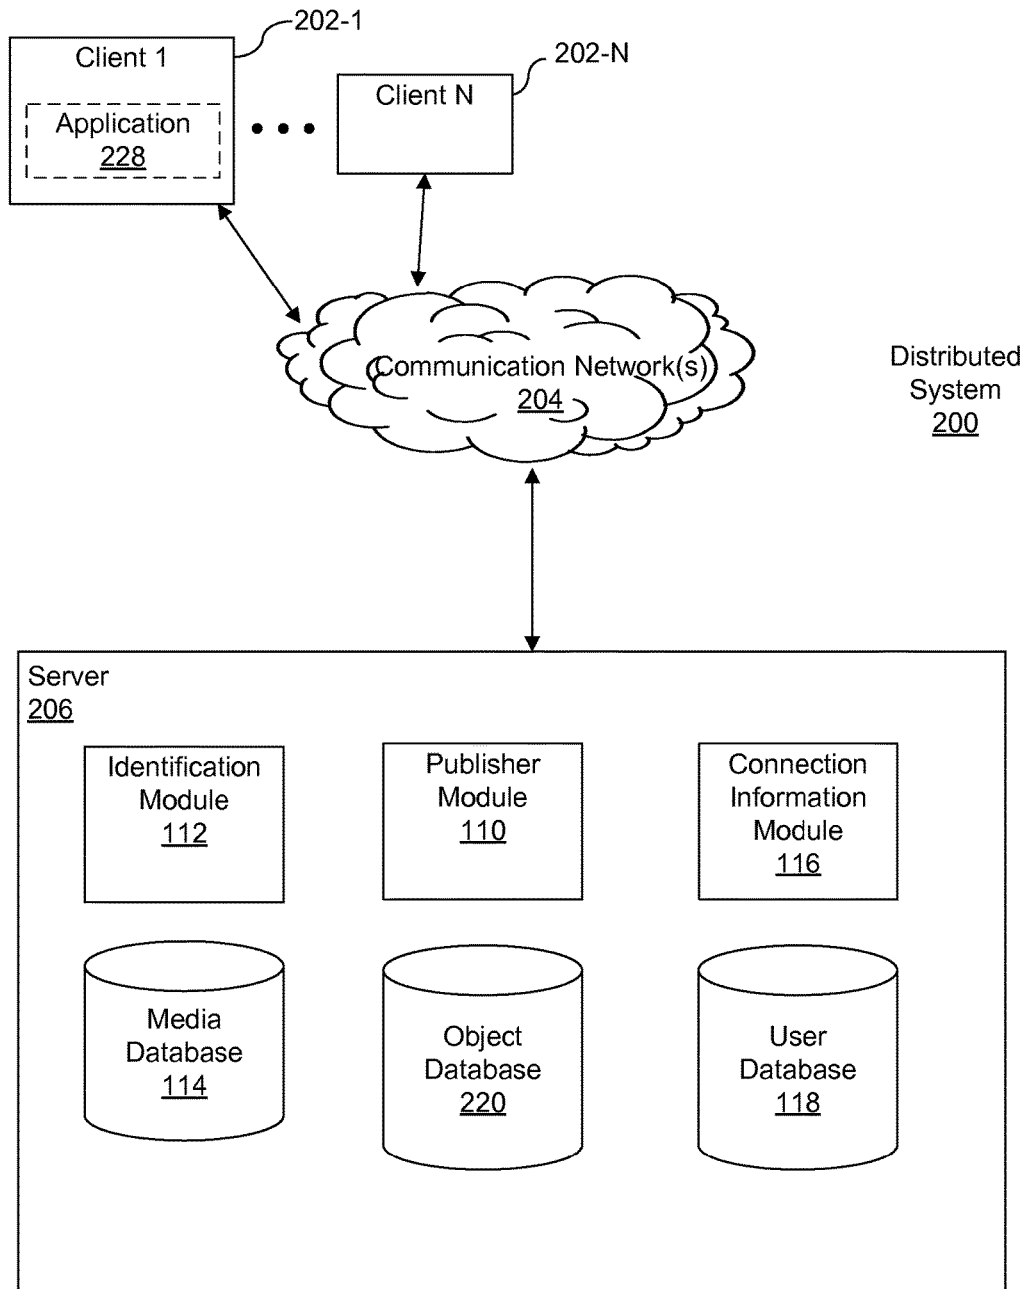 202-1
Client 1
202-N
Client N
Application
228
Communication Network(s)
204
Distributed
System
200
Server
206
Identification
Module
112
Publisher
Module
110
Connection
Information
Module
116
Media
Database
114
Object
Database
220
User
Database
118